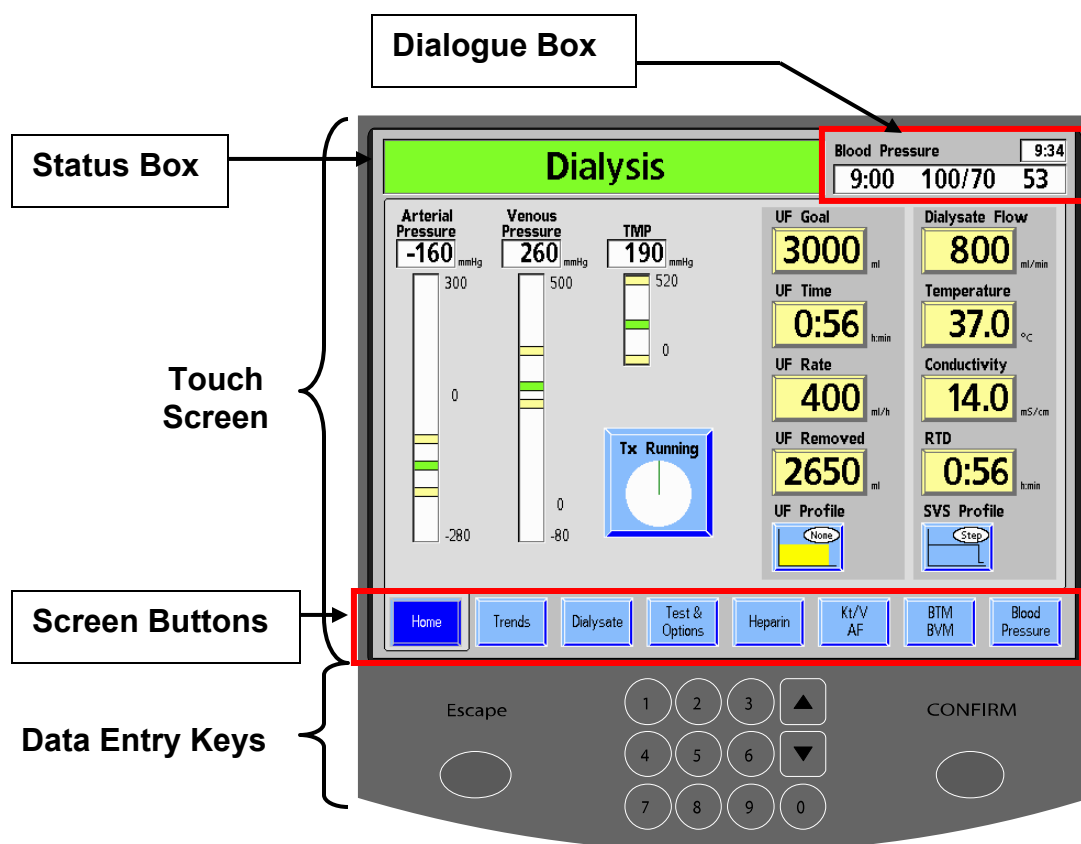 Dialogue Box
Status Box
Touch
Screen
Screen Buttons
Data Entry Keys
Dialysis
Blood Pressure 9:34
9:00 100/70 53
Arterial
Pressure
-160 mmHg
300
0
-280
Venous
Pressure
260 mmHg
500
0
-80
TMP
190 mmHg
520
0
Tx Running
UF Goal
3000 ml
UF Time
0:56 h:min
UF Rate
400 ml/h
UF Removed
2650 ml
UF Profile
None
Dialysate Flow
800 ml/min
Temperature
37.0 °C
Conductivity
14.0 mS/cm
RTD
0:56 h:min
SVS Profile
Step
Home
Trends
Dialysate
Test &
Options
Heparin
Kt/V
AF
BTM
BVM
Blood
Pressure
Escape
1 2 3
4 5 6
7 8 9 0
CONFIRM